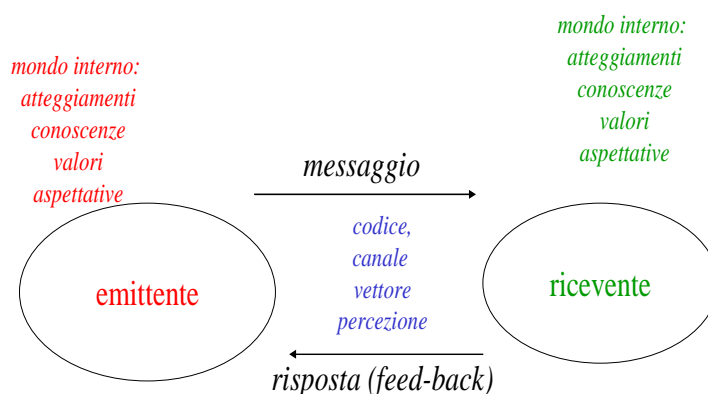 mondo interno:
atteggiamenti
conoscenze
valori
aspettative
mondo interno:
atteggiamenti
conoscenze
valori
aspettative
messaggio
codice,
canale
vettore
percezione
emittente
ricevente
risposta (feed-back)